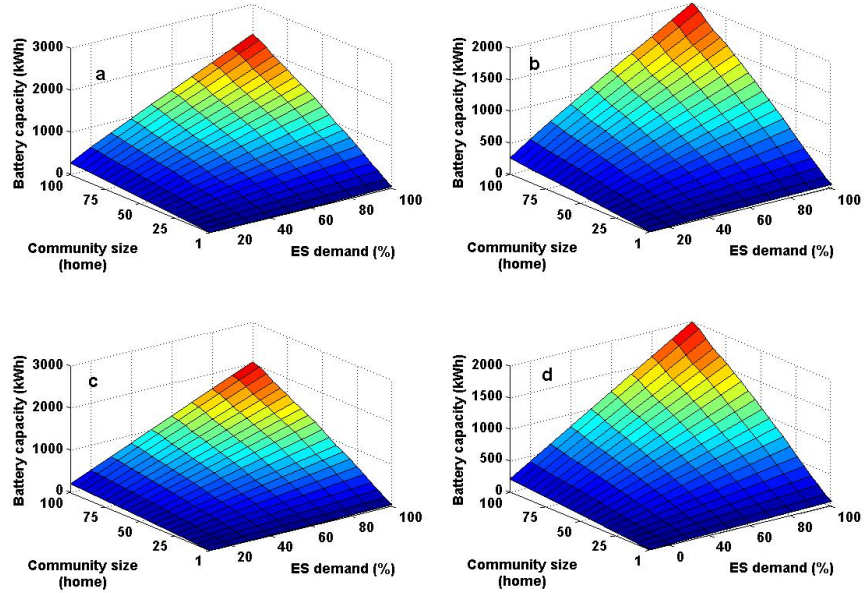 3000
2000
1000
0
Battery capacity (kWh)
a
100
75
50
25
1
Community size
(home)
20
40
60
80
100
ES demand (%)
2000
1500
1000
500
0
Battery capacity (kWh)
b
100
75
50
25
1
Community size
(home)
20
40
60
80
100
ES demand (%)
3000
2000
1000
0
Battery capacity (kWh)
c
100
75
50
25
1
Community size
(home)
20
40
60
80
100
ES demand (%)
2000
1500
1000
500
0
Battery capacity (kWh)
d
100
75
50
25
1
Community size
(home)
0
40
60
80
100
ES demand (%)